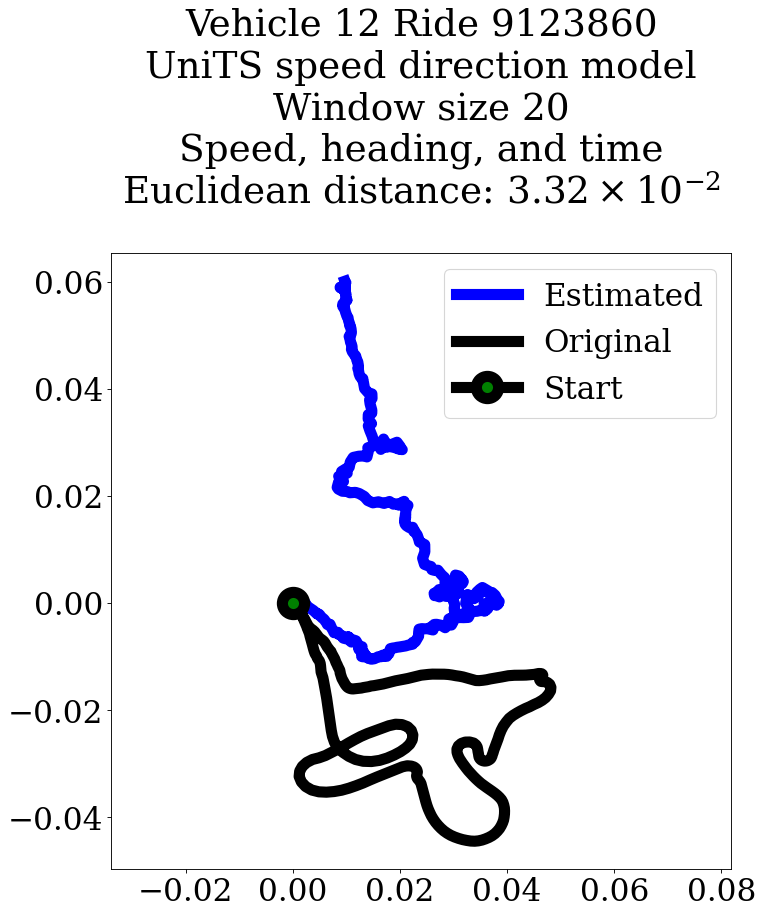 Vehicle 12 Ride 9123860
UniTS speed direction model
Window size 20
Speed, heading, and time
Euclidean distance: 3.32 × 10⁻²
0.06
0.04
0.02
0.00
−0.02
−0.04
Estimated
Original
Start
−0.02 0.00 0.02 0.04 0.06 0.08